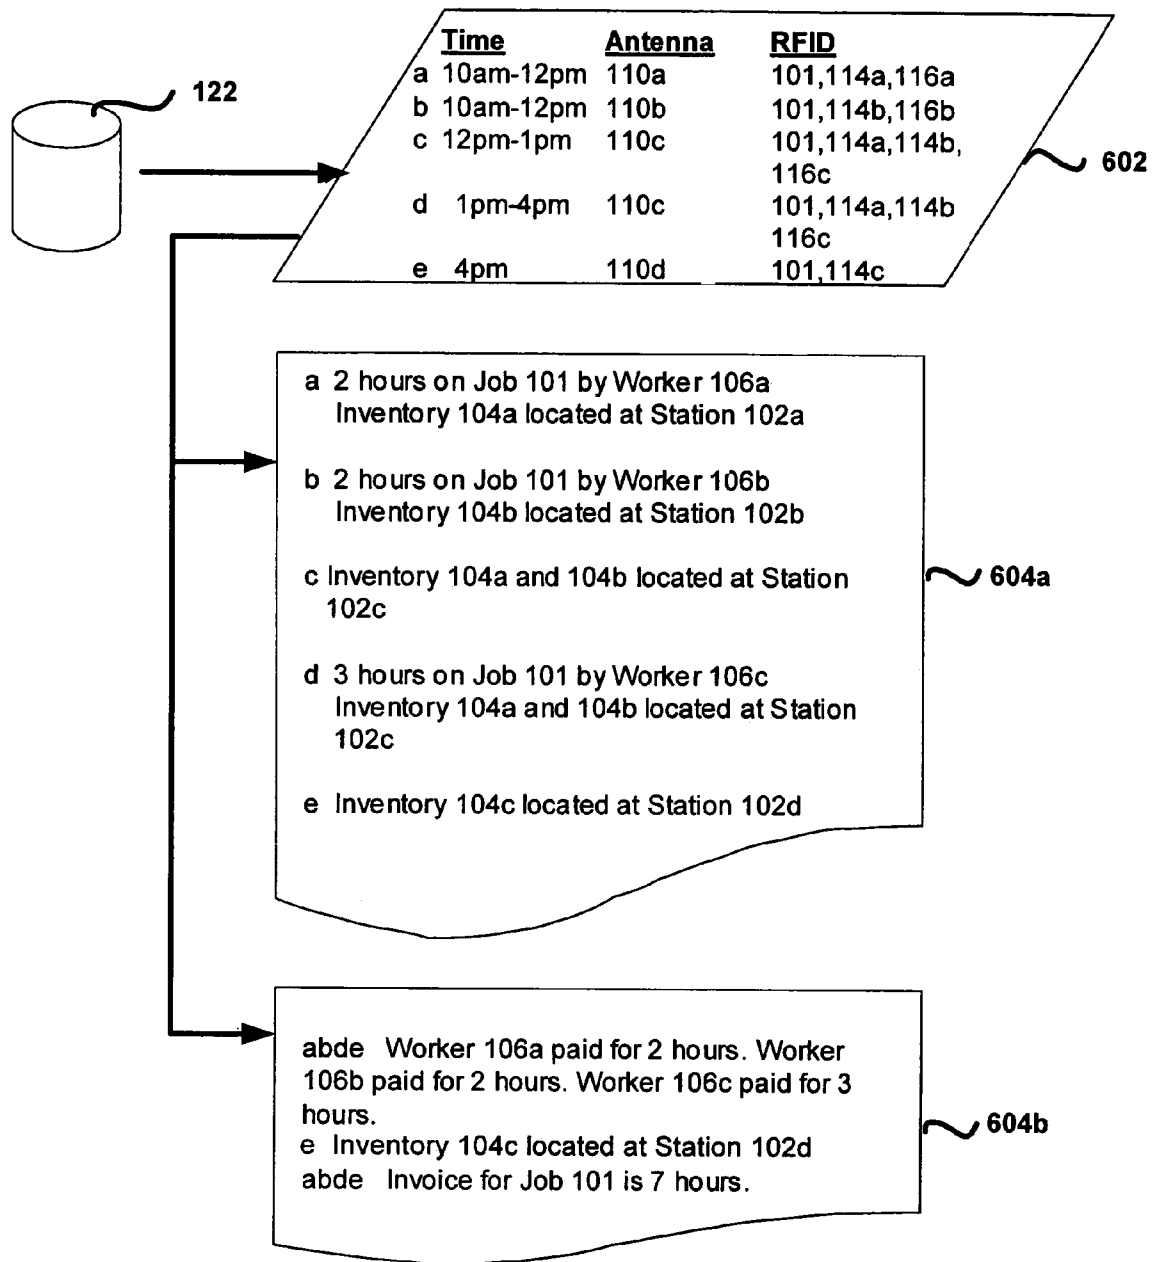 122
Time Antenna RFID
a 10am-12pm 110a 101,114a,116a
b 10am-12pm 110b 101,114b,116b
c 12pm-1pm 110c 101,114a,114b,
116c
d 1pm-4pm 110c 101,114a,114b
116c
e 4pm 110d 101,114c
602
a 2 hours on Job 101 by Worker 106a
Inventory 104a located at Station 102a
b 2 hours on Job 101 by Worker 106b
Inventory 104b located at Station 102b
c Inventory 104a and 104b located at Station
102c
d 3 hours on Job 101 by Worker 106c
Inventory 104a and 104b located at Station
102c
e Inventory 104c located at Station 102d
604a
abde Worker 106a paid for 2 hours. Worker
106b paid for 2 hours. Worker 106c paid for 3
hours.
e Inventory 104c located at Station 102d
abde Invoice for Job 101 is 7 hours.
604b